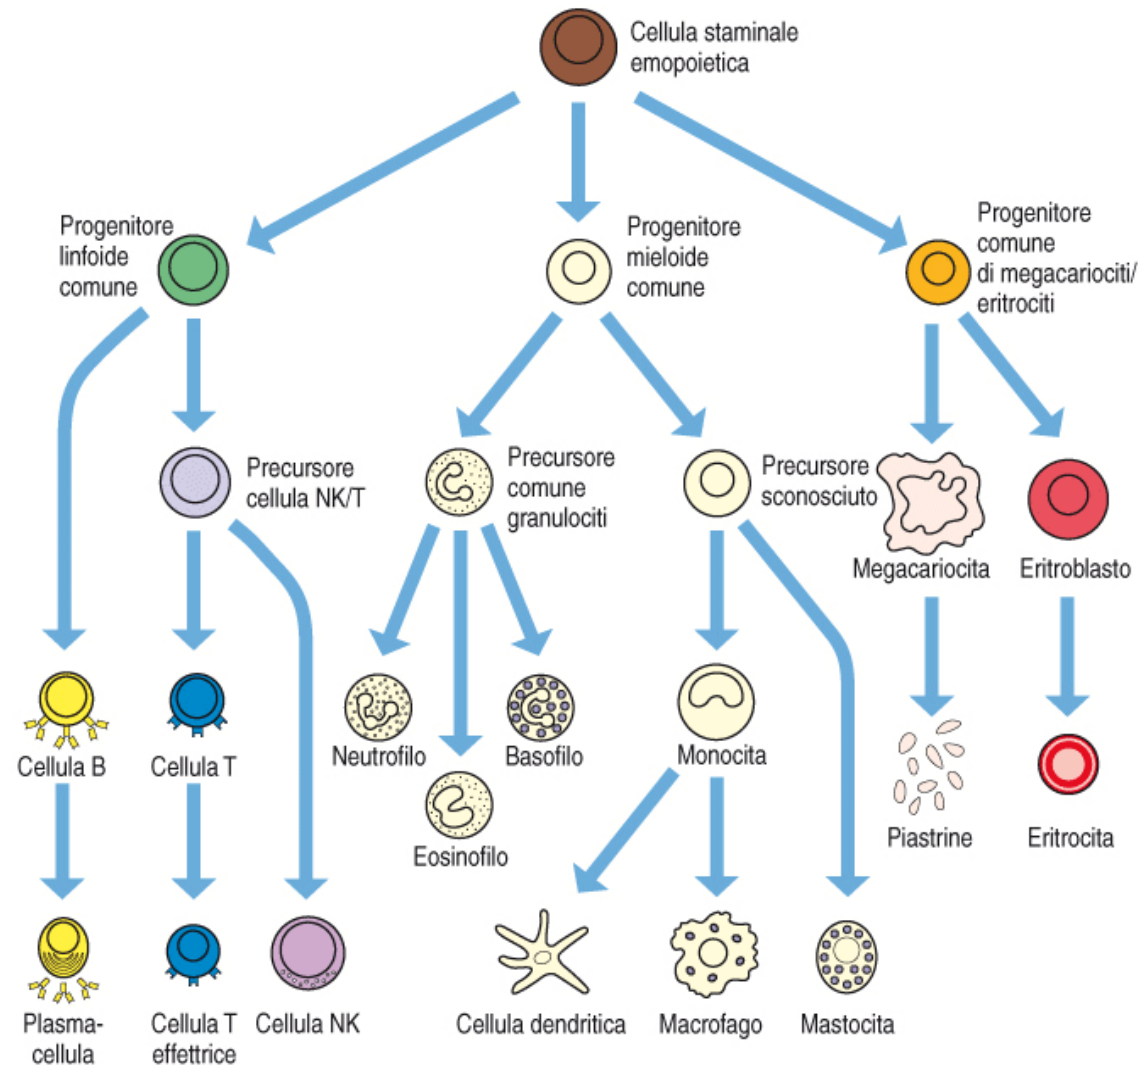 Cellula staminale
emopoietica
Progenitore
linfoide
comune
Progenitore
mieloide
comune
Progenitore
comune
di megacariociti/
eritrociti
Precursore
cellula NK/T
Precursore
comune
granulociti
Precursore
sconosciuto
Megacariocita
Eritroblasto
Cellula B
Cellula T
Neutrofilo
Basofilo
Eosinofilo
Monocita
Piastrine
Eritrocita
Plasma-
cellula
Cellula T
effettrice
Cellula NK
Cellula dendritica
Macrofago
Mastocita